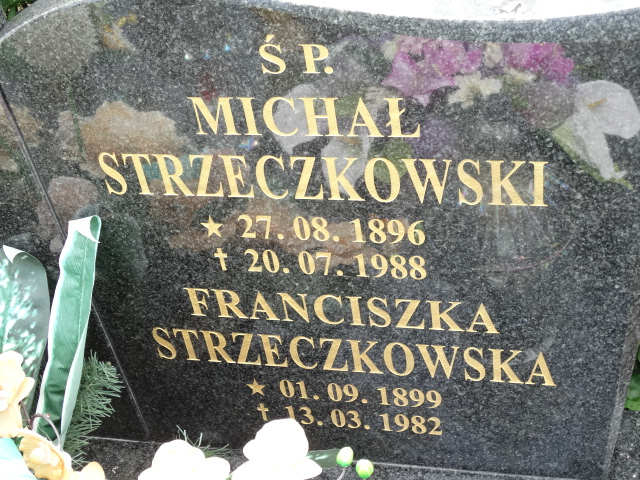 Ś P.
MICHAŁ
STRZECZKOWSKI
★ 27. 08. 1896
✝ 20. 07. 1988
FRANCISZKA
STRZECZKOWSKA
★ 01. 09. 1899
✝ 13. 03. 1982